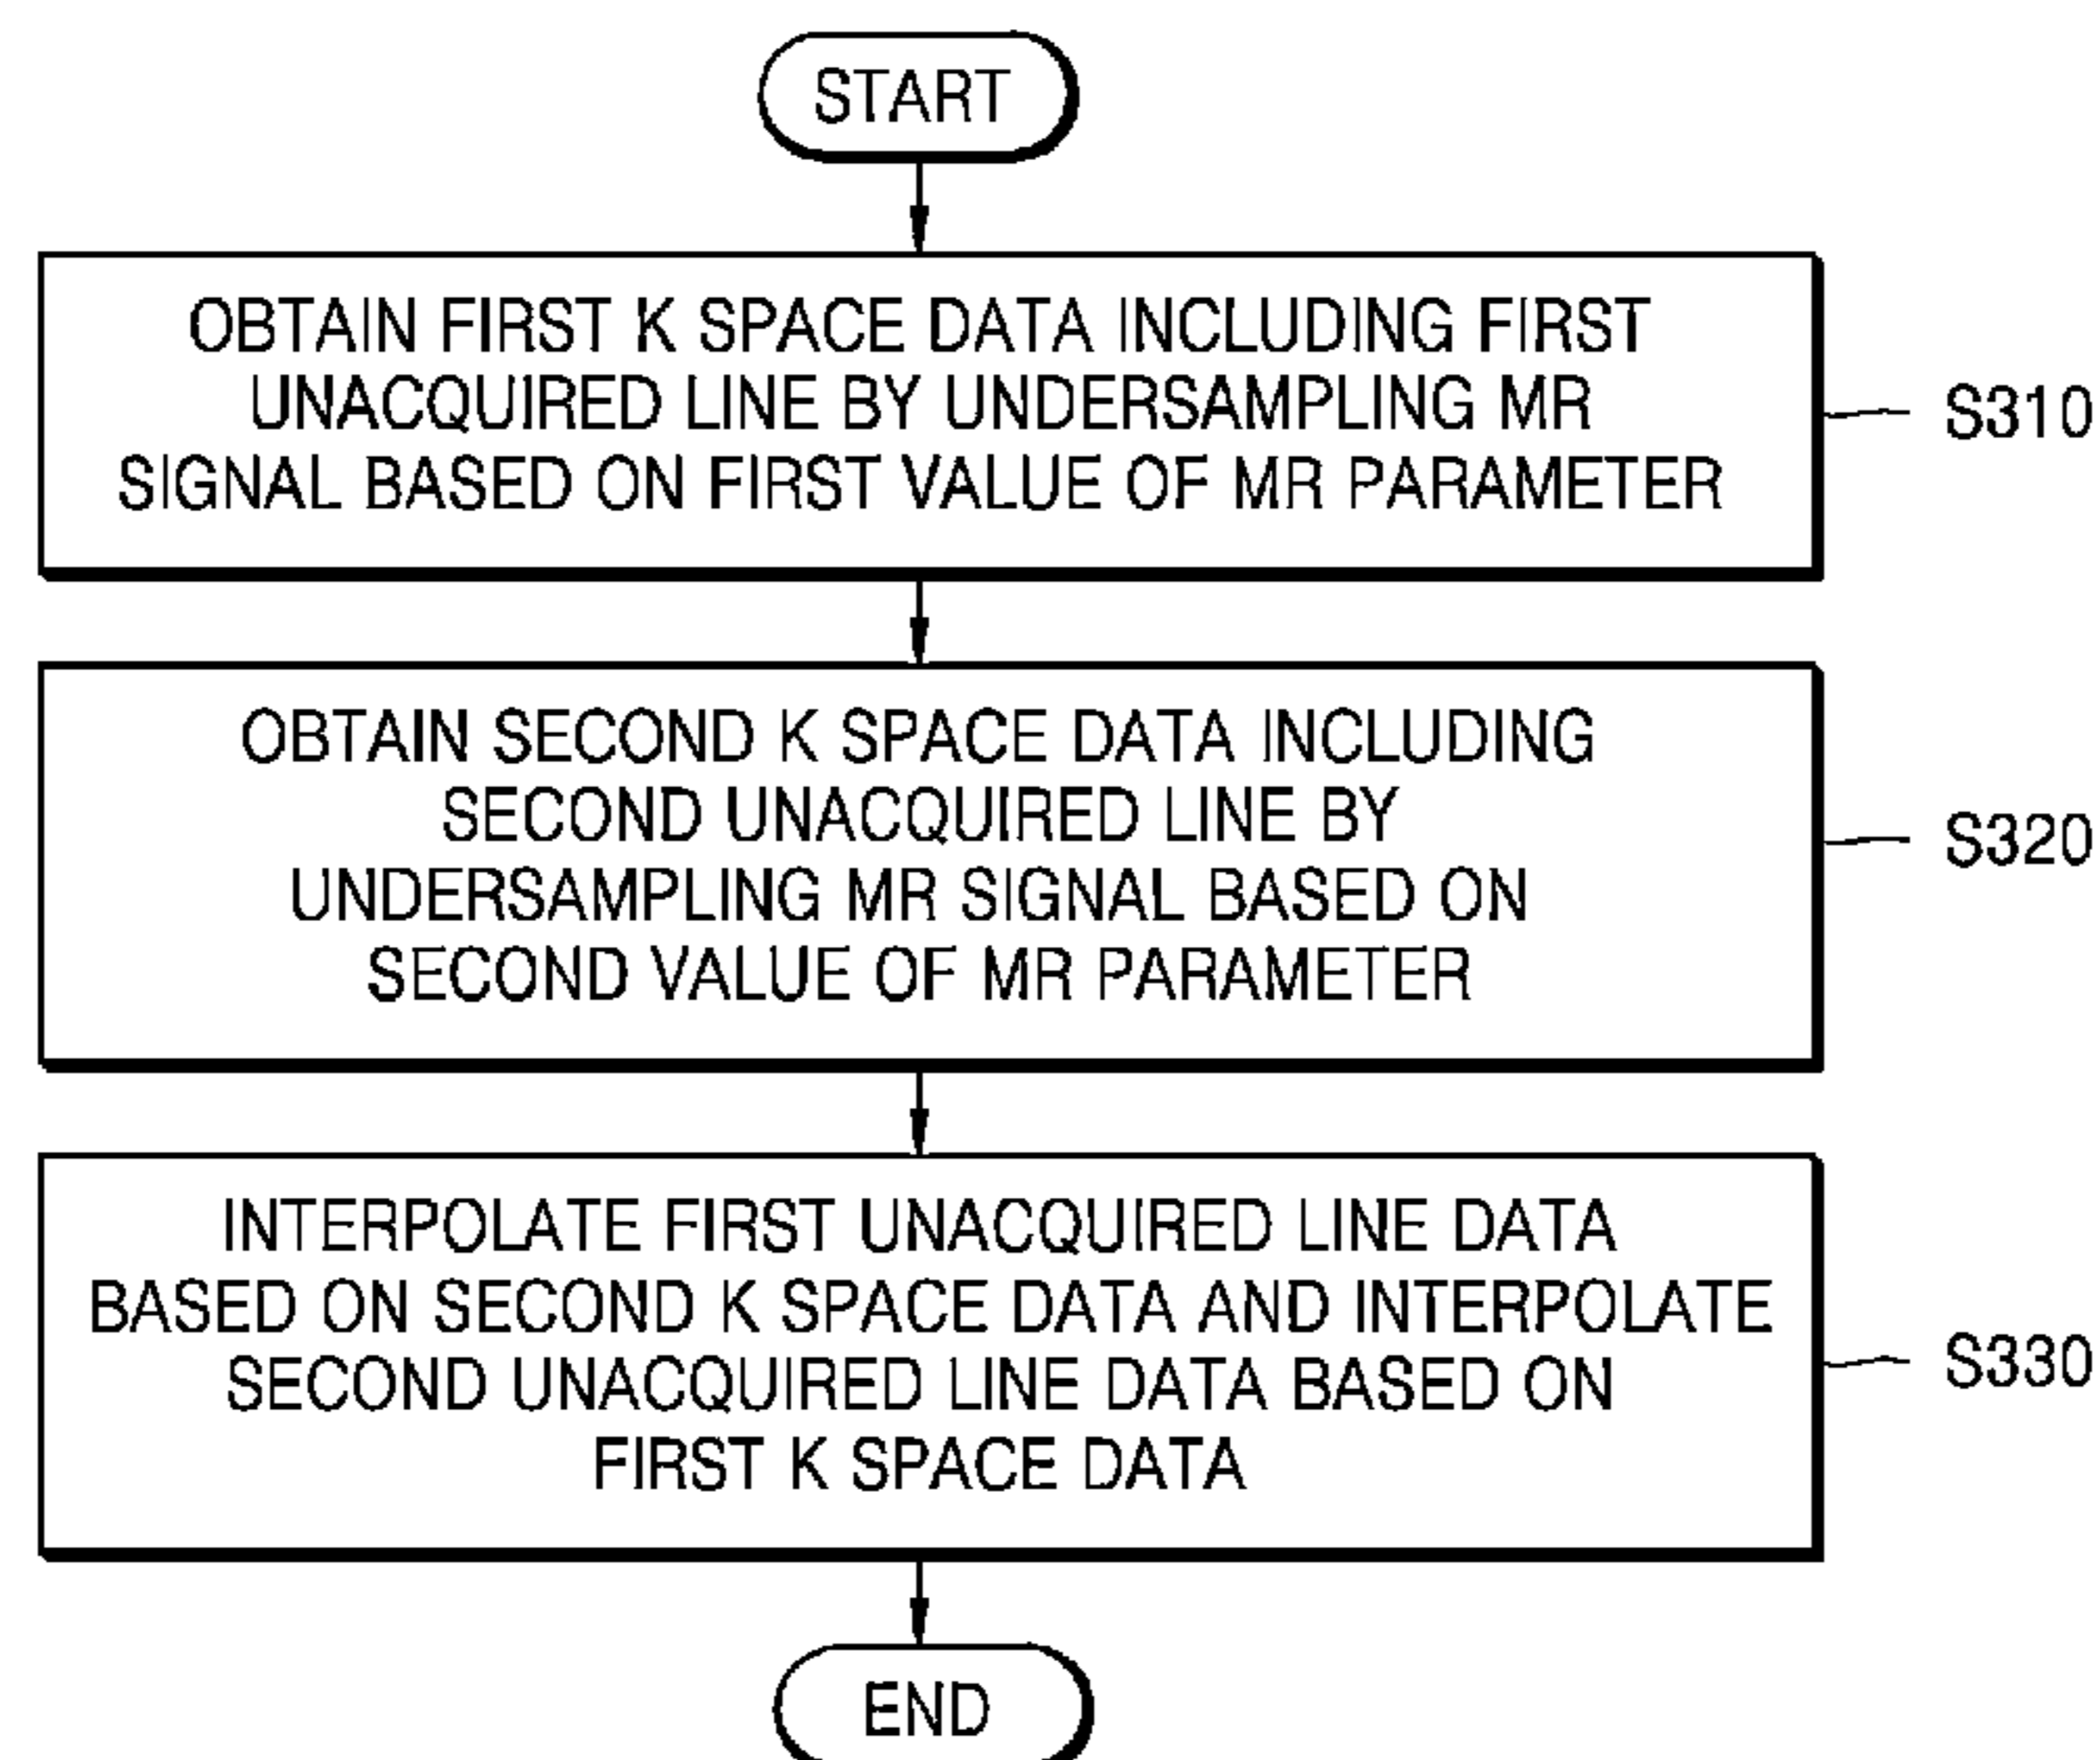 START
OBTAIN FIRST K SPACE DATA INCLUDING FIRST
UNACQUIRED LINE BY UNDERSAMPLING MR
SIGNAL BASED ON FIRST VALUE OF MR PARAMETER
S310
OBTAIN SECOND K SPACE DATA INCLUDING
SECOND UNACQUIRED LINE BY
UNDERSAMPLING MR SIGNAL BASED ON
SECOND VALUE OF MR PARAMETER
S320
INTERPOLATE FIRST UNACQUIRED LINE DATA
BASED ON SECOND K SPACE DATA AND INTERPOLATE
SECOND UNACQUIRED LINE DATA BASED ON
FIRST K SPACE DATA
S330
END